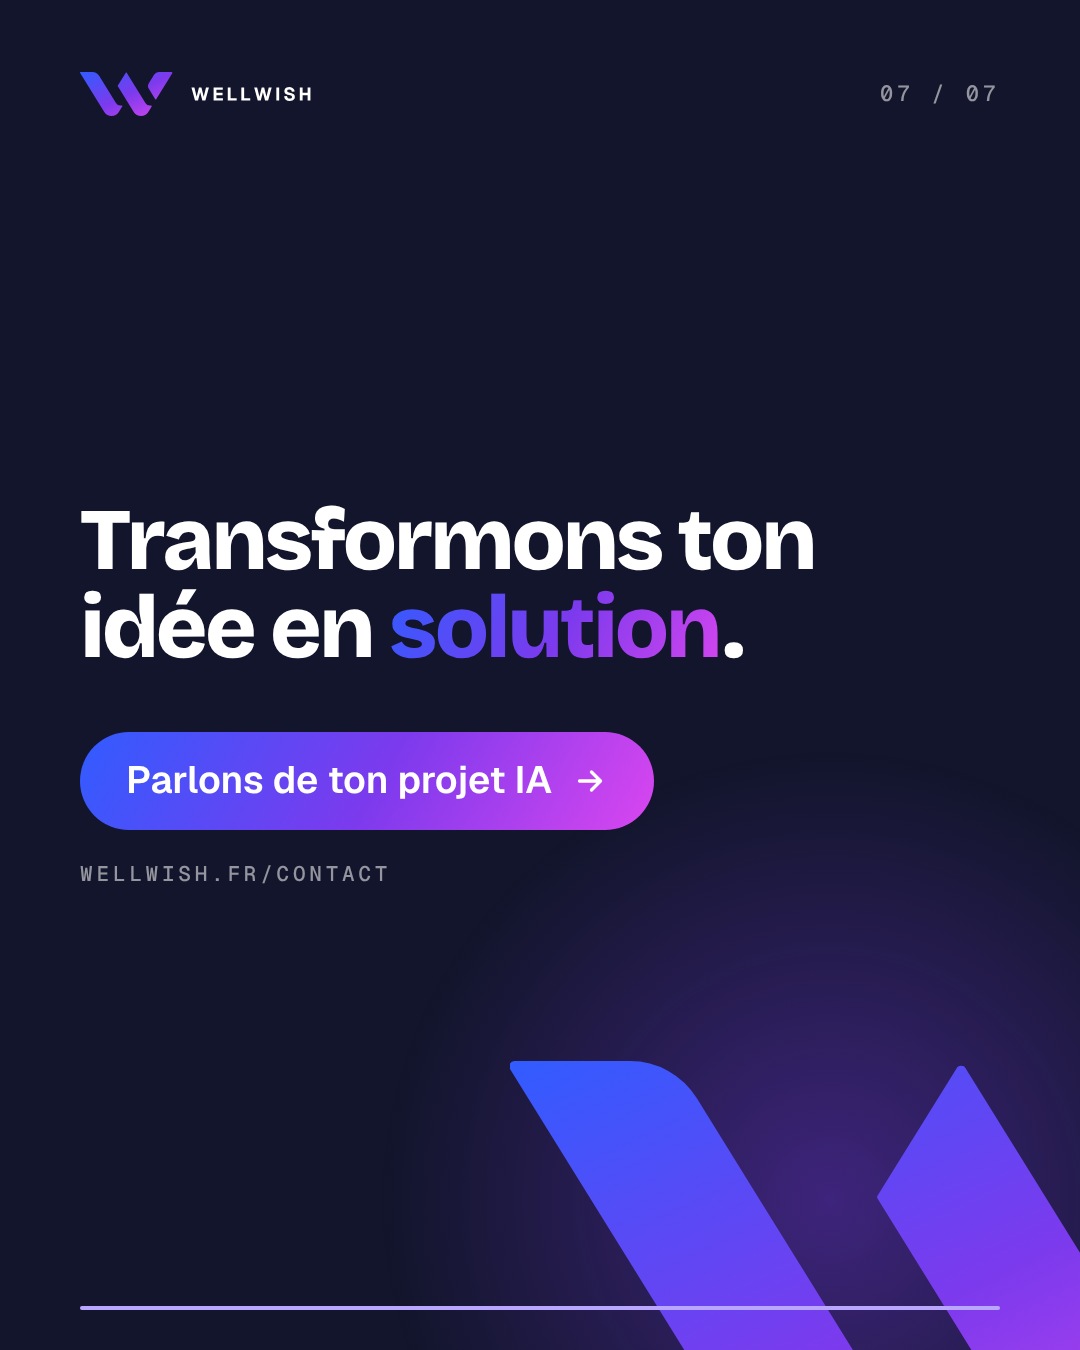 WELLWISH
07 / 07
Transformons ton
idée en solution.
Parlons de ton projet IA →
WELLWISH.FR/CONTACT